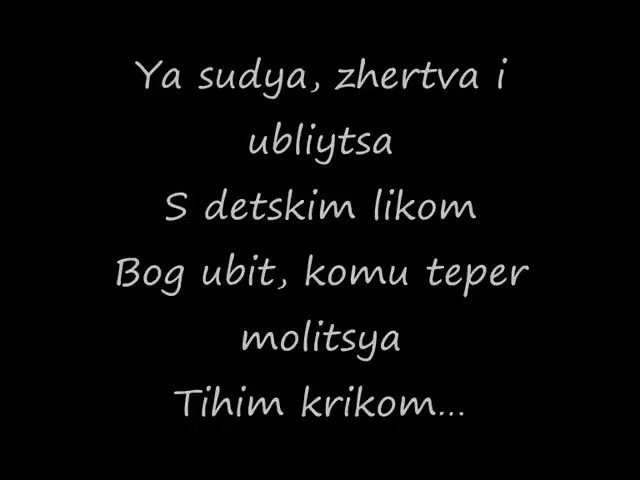 Ya sudya, zhertva i
ubliytsa
S detskim likom
Bog ubit, komu teper
molitsya
Tihim krikom...